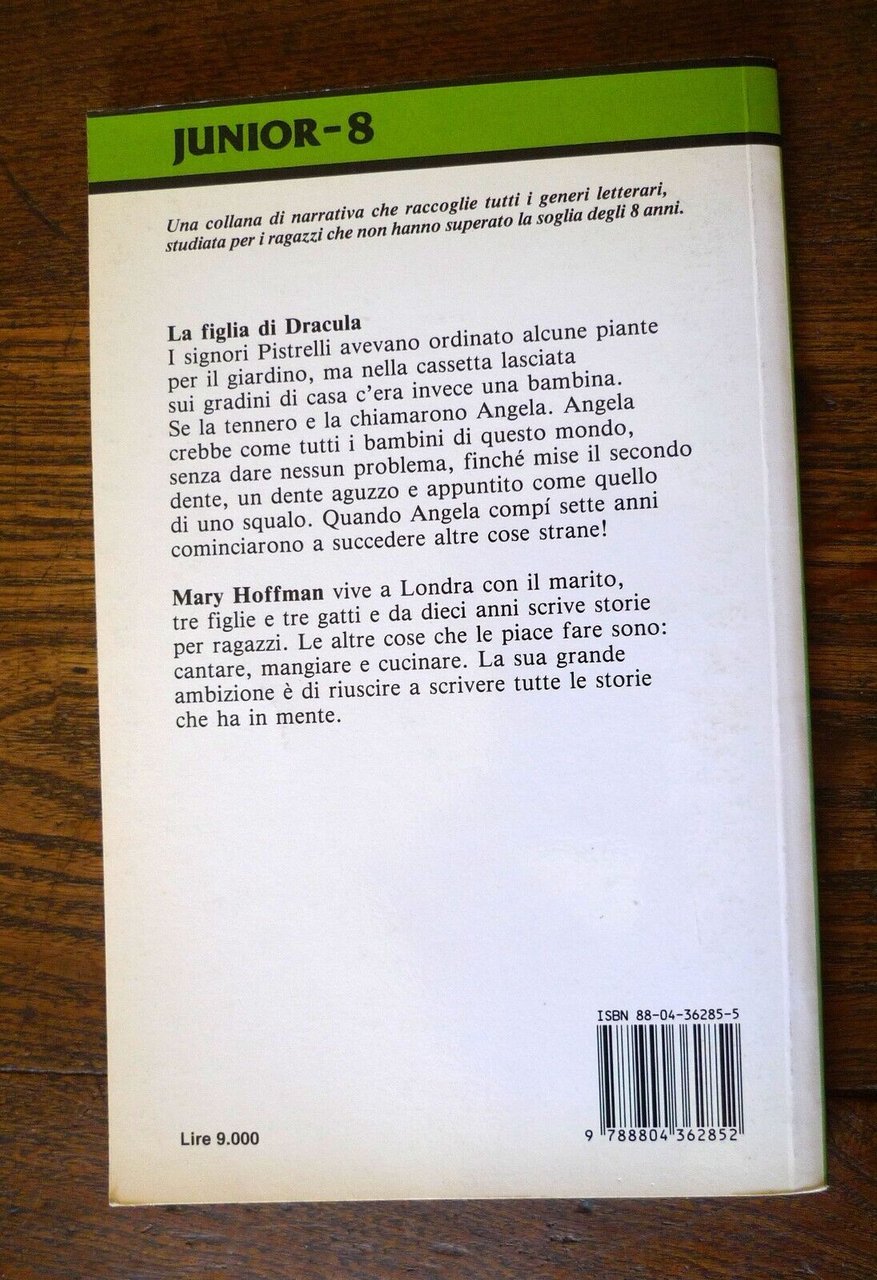 JUNIOR-8
Una collana di narrativa che raccoglie tutti i generi letterari,
studiata per i ragazzi che non hanno superato la soglia degli 8 anni.
La figlia di Dracula
I signori Pistrelli avevano ordinato alcune piante
per il giardino, ma nella cassetta lasciata
sui gradini di casa c'era invece una bambina.
Se la tennero e la chiamarono Angela. Angela
crebbe come tutti i bambini di questo mondo,
senza dare nessun problema, finché mise il secondo
dente, un dente aguzzo e appuntito come quello
di uno squalo. Quando Angela compí sette anni
cominciarono a succedere altre cose strane!
Mary Hoffman vive a Londra con il marito,
tre figlie e tre gatti e da dieci anni scrive storie
per ragazzi. Le altre cose che le piace fare sono:
cantare, mangiare e cucinare. La sua grande
ambizione è di riuscire a scrivere tutte le storie
che ha in mente.
ISBN 88-04-36285-5
9 788804 362852
Lire 9.000